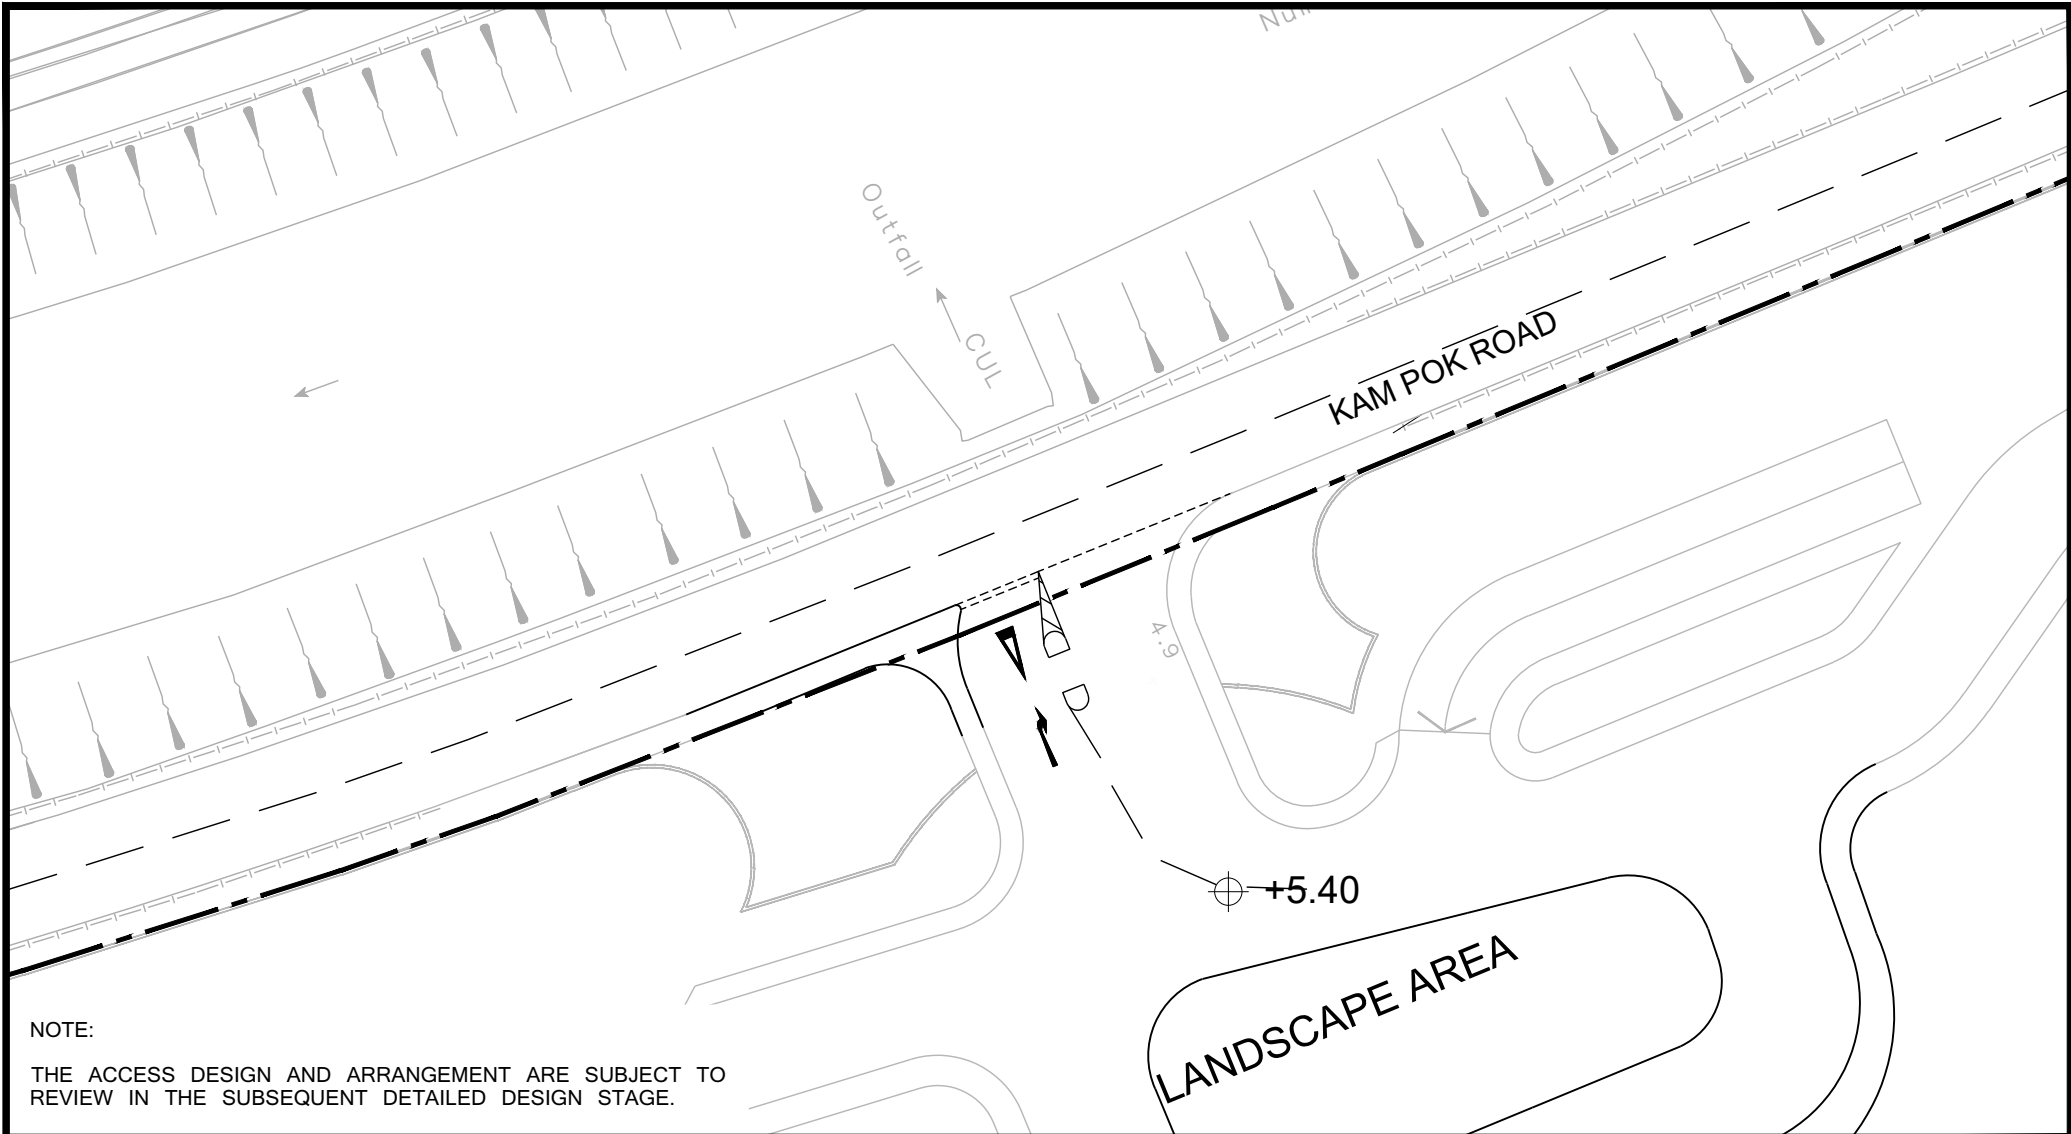 Outfall
CUL
KAM POK ROAD
4.9
+5.40
LANDSCAPE AREA
NOTE:
THE ACCESS DESIGN AND ARRANGEMENT ARE SUBJECT TO
REVIEW IN THE SUBSEQUENT DETAILED DESIGN STAGE.